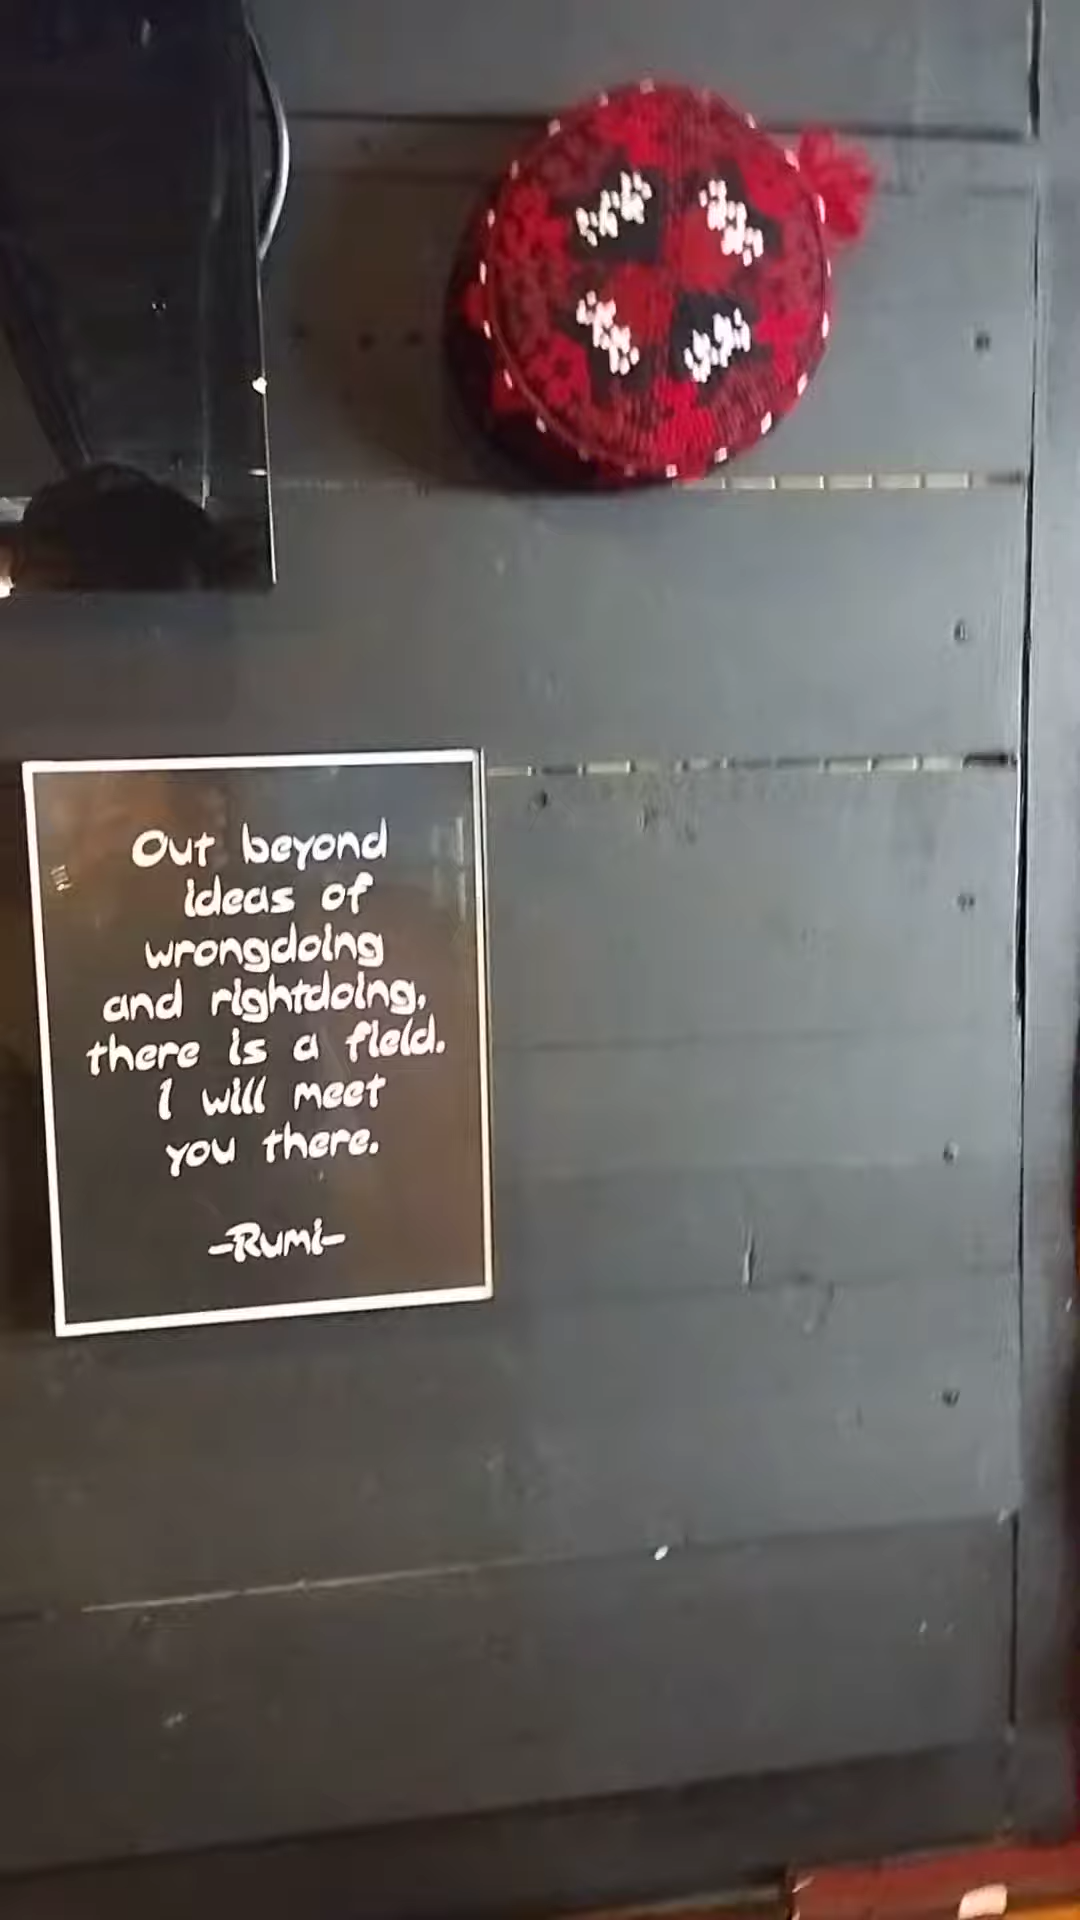 Out beyond
ideas of
wrongdoing
and rightdoing,
there is a field.
I will meet
you there.
-Rumi-